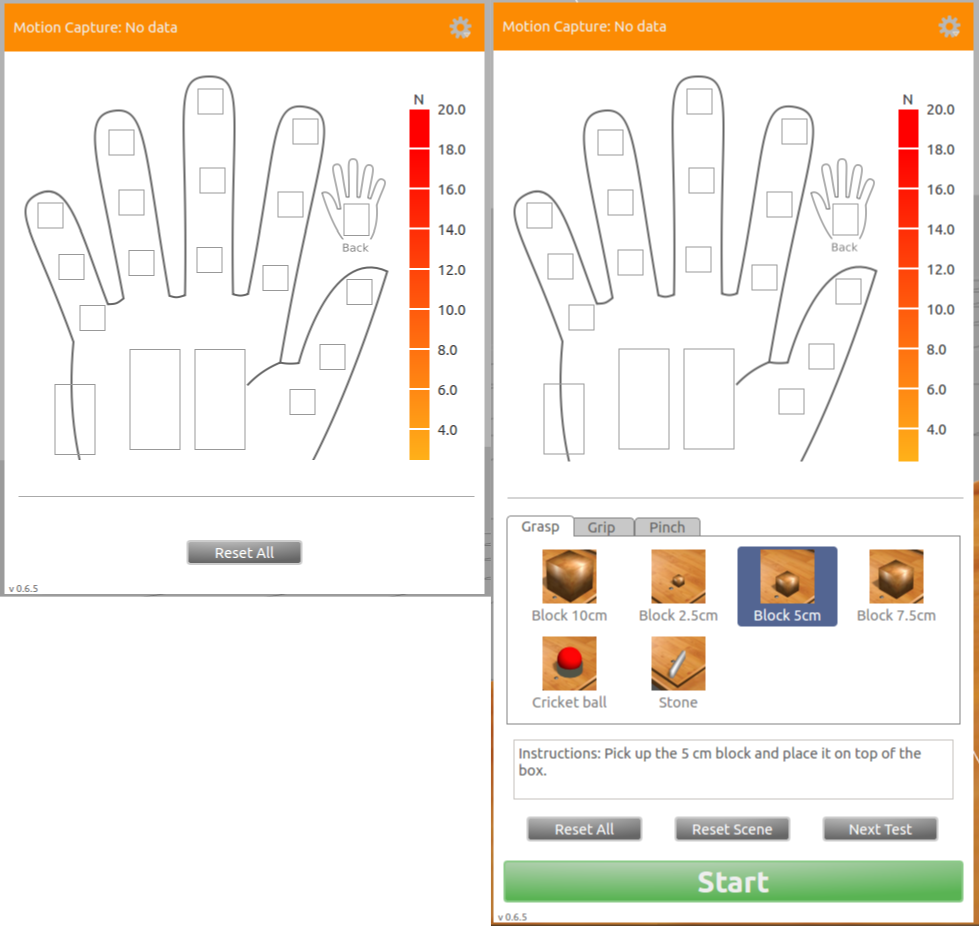 Motion Capture: No data
N
20.0
18.0
16.0
14.0
12.0
10.0
8.0
6.0
4.0
Back
Reset All
v 0.6.5
Motion Capture: No data
N
20.0
18.0
16.0
14.0
12.0
10.0
8.0
6.0
4.0
Back
Grasp Grip Pinch
Block 10cm Block 2.5cm Block 5cm Block 7.5cm
Cricket ball Stone
Instructions: Pick up the 5 cm block and place it on top of the
box.
Reset All Reset Scene Next Test
Start
v 0.6.5